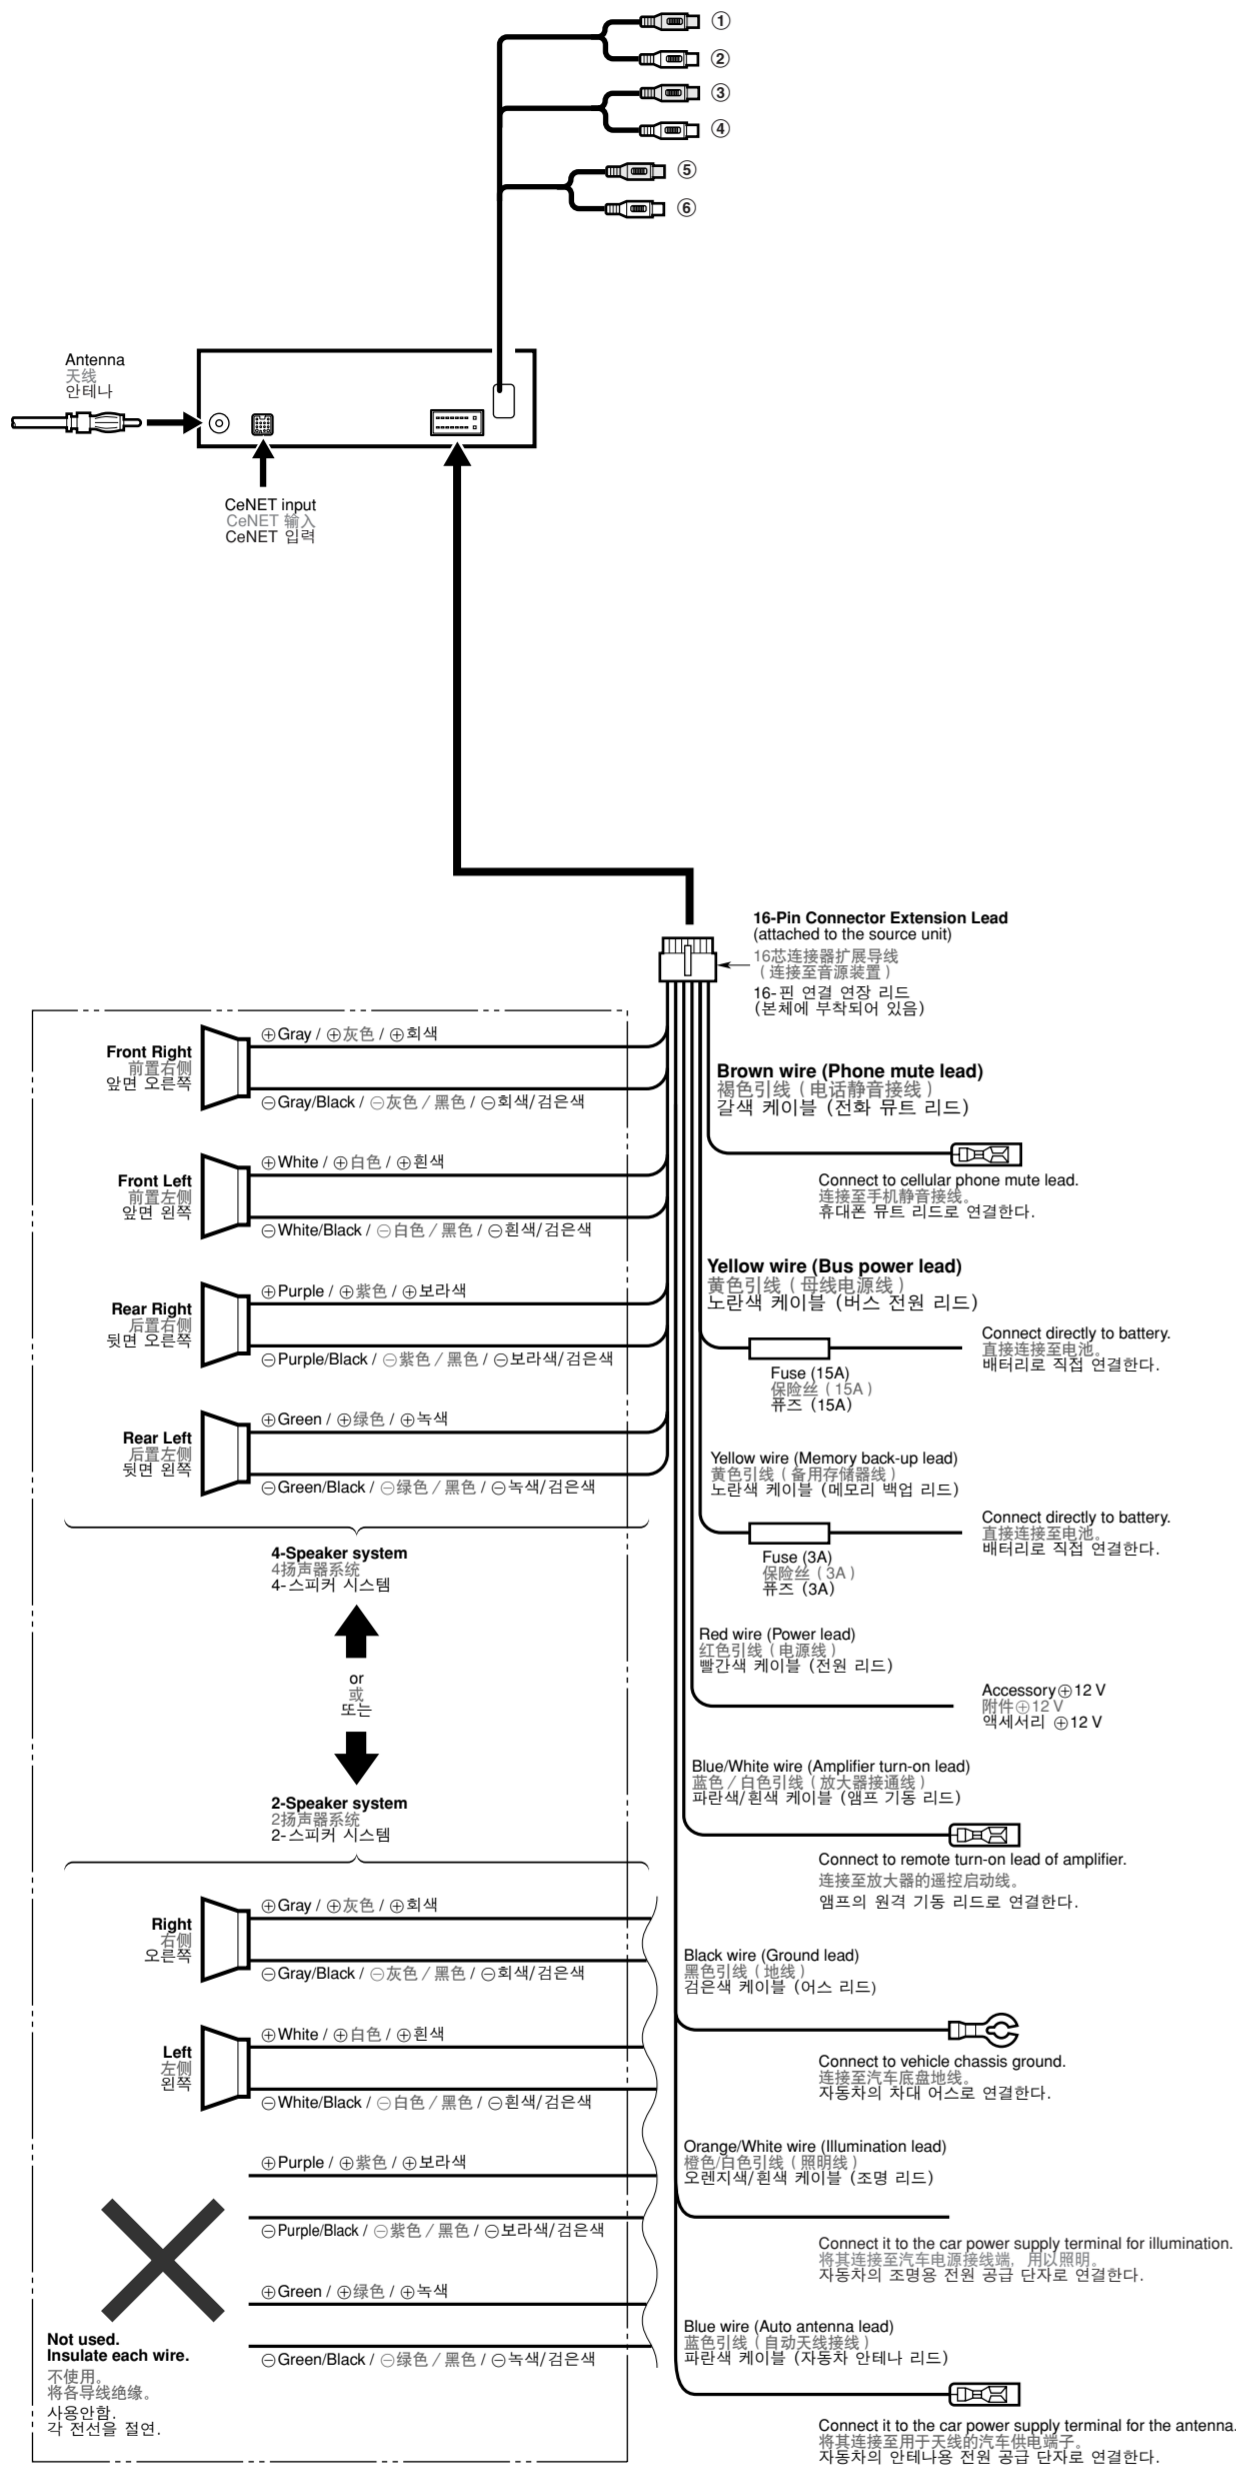 ①
②
③
④
⑤
⑥
Antenna
天线
안테나
CeNET input
CeNET 输入
CeNET 입력
16-Pin Connector Extension Lead
(attached to the source unit)
16芯连接器扩展导线
(连接至音源装置)
16-핀 연결 연장 리드
(본체에 부착되어 있음)
Front Right
前置右侧
앞면 오른쪽
⊕Gray / ⊕灰色 / ⊕회색
⊖Gray/Black / ⊖灰色/黑色 / ⊖회색/검은색
Front Left
前置左侧
앞면 왼쪽
⊕White / ⊕白色 / ⊕흰색
⊖White/Black / ⊖白色/黑色 / ⊖흰색/검은색
Rear Right
后置右侧
뒷면 오른쪽
⊕Purple / ⊕紫色 / ⊕보라색
⊖Purple/Black / ⊖紫色/黑色 / ⊖보라색/검은색
Rear Left
后置左侧
뒷면 왼쪽
⊕Green / ⊕绿色 / ⊕녹색
⊖Green/Black / ⊖绿色/黑色 / ⊖녹색/검은색
4-Speaker system
4扬声器系统
4-스피커 시스템
or
或
또는
2-Speaker system
2扬声器系统
2-스피커 시스템
Right
右侧
오른쪽
⊕Gray / ⊕灰色 / ⊕회색
⊖Gray/Black / ⊖灰色/黑色 / ⊖회색/검은색
Left
左侧
왼쪽
⊕White / ⊕白色 / ⊕흰색
⊖White/Black / ⊖白色/黑色 / ⊖흰색/검은색
⊕Purple / ⊕紫色 / ⊕보라색
⊖Purple/Black / ⊖紫色/黑色 / ⊖보라색/검은색
⊕Green / ⊕绿色 / ⊕녹색
⊖Green/Black / ⊖绿色/黑色 / ⊖녹색/검은색
Not used.
Insulate each wire.
不使用。
将各导线绝缘。
사용안함.
각 전선을 절연.
Brown wire (Phone mute lead)
褐色引线(电话静音接线)
갈색 케이블 (전화 뮤트 리드)
Connect to cellular phone mute lead.
连接至手机静音接线。
휴대폰 뮤트 리드로 연결한다.
Yellow wire (Bus power lead)
黄色引线(母线电源线)
노란색 케이블 (버스 전원 리드)
Connect directly to battery.
直接连接至电池。
배터리로 직접 연결한다.
Fuse (15A)
保险丝(15A)
퓨즈 (15A)
Yellow wire (Memory back-up lead)
黄色引线(备用存储器线)
노란색 케이블 (메모리 백업 리드)
Connect directly to battery.
直接连接至电池。
배터리로 직접 연결한다.
Fuse (3A)
保险丝(3A)
퓨즈 (3A)
Red wire (Power lead)
红色引线(电源线)
빨간색 케이블 (전원 리드)
Accessory⊕12 V
附件⊕12 V
액세서리 ⊕12 V
Blue/White wire (Amplifier turn-on lead)
蓝色/白色引线(放大器接通线)
파란색/흰색 케이블 (앰프 기동 리드)
Connect to remote turn-on lead of amplifier.
连接至放大器的遥控启动线。
앰프의 원격 기동 리드로 연결한다.
Black wire (Ground lead)
黑色引线(地线)
검은색 케이블 (어스 리드)
Connect to vehicle chassis ground.
连接至汽车底盘地线。
자동차의 차대 어스로 연결한다.
Orange/White wire (Illumination lead)
橙色/白色引线(照明线)
오렌지색/흰색 케이블 (조명 리드)
Connect it to the car power supply terminal for illumination.
将其连接至汽车电源接线端，用以照明。
자동차의 조명용 전원 공급 단자로 연결한다.
Blue wire (Auto antenna lead)
蓝色引线(自动天线接线)
파란색 케이블 (자동차 안테나 리드)
Connect it to the car power supply terminal for the antenna.
将其连接至用于天线的汽车供电端子。
자동차의 안테나용 전원 공급 단자로 연결한다.